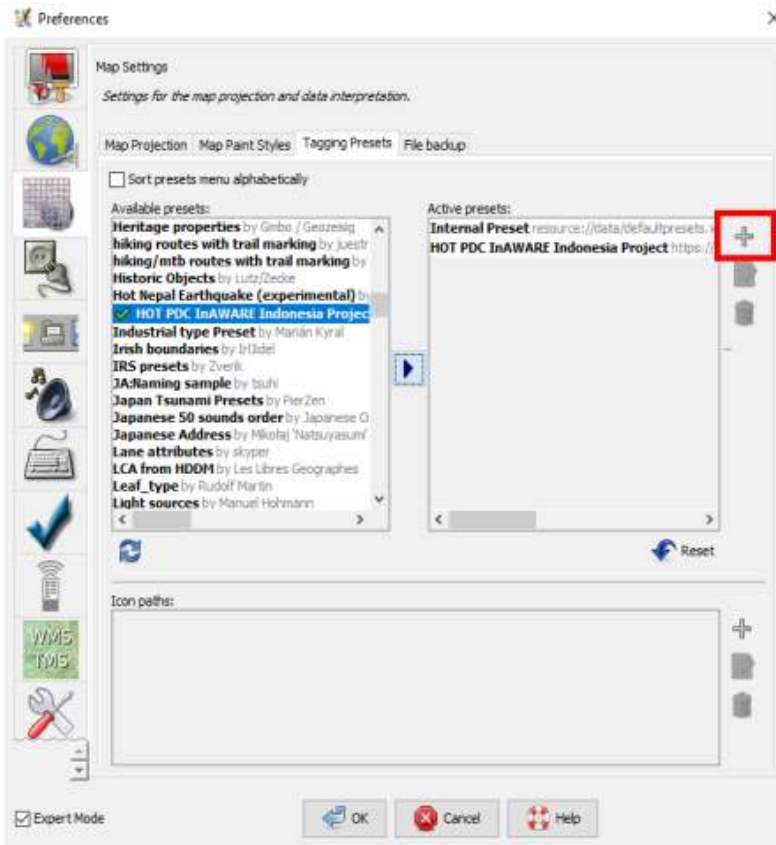 Preferences
Map Settings
Settings for the map projection and data interpretation.
Map Projection Map Paint Styles Tagging Presets File backup
Sort presets menu alphabetically
Available presets:
Heritage properties by Gmbo / Geozeisig
hiking routes with trail marking by juestr
hiking/mtb routes with trail marking by
Historic Objects by Lutz/Zecke
Hot Nepal Earthquake (experimental) by
HOT PDC InAWARE Indonesia Projec
Industrial type Preset by Marián Kyral
Irish boundaries by
IRS presets by Zverik
JA:Naming sample by tsuhi
Japan Tsunami Presets by PierZen
Japanese 50 sounds order by Japanese O
Japanese Address by Mikołaj 'Natsuyasumi'
Lane attributes by skyper
LCA from HDDM by Les Libres Geographes
Leaf_type by Rudolf Martin
Light sources by Manuel Hohmann
Active presets:
Internal Preset resource://data/defaultpresets.
HOT PDC InAWARE Indonesia Project https://
Reset
Icon paths:
WMS
TMS
Expert Mode
OK
Cancel
Help